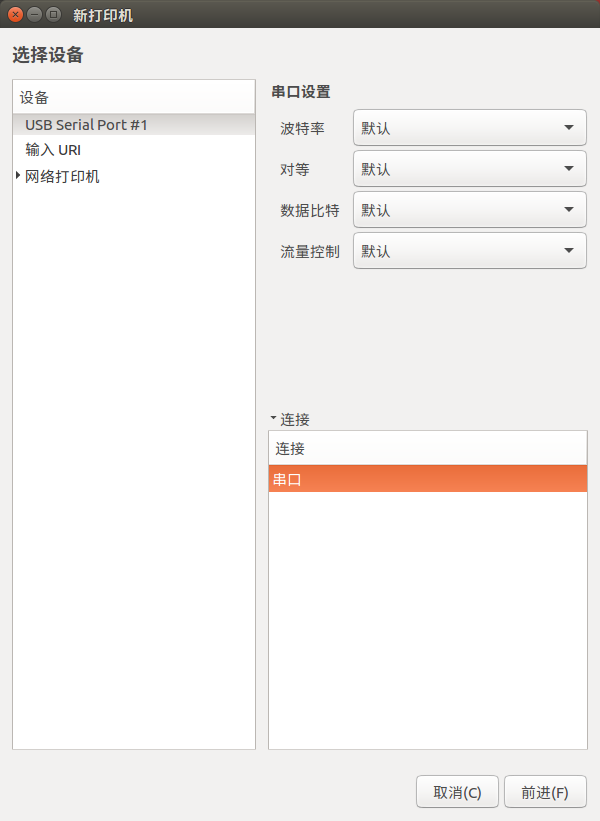 新打印机
选择设备
设备
USB Serial Port #1
输入 URI
网络打印机
串口设置
波特率 默认
对等 默认
数据比特 默认
流量控制 默认
连接
连接
串口
取消(C) 前进(F)